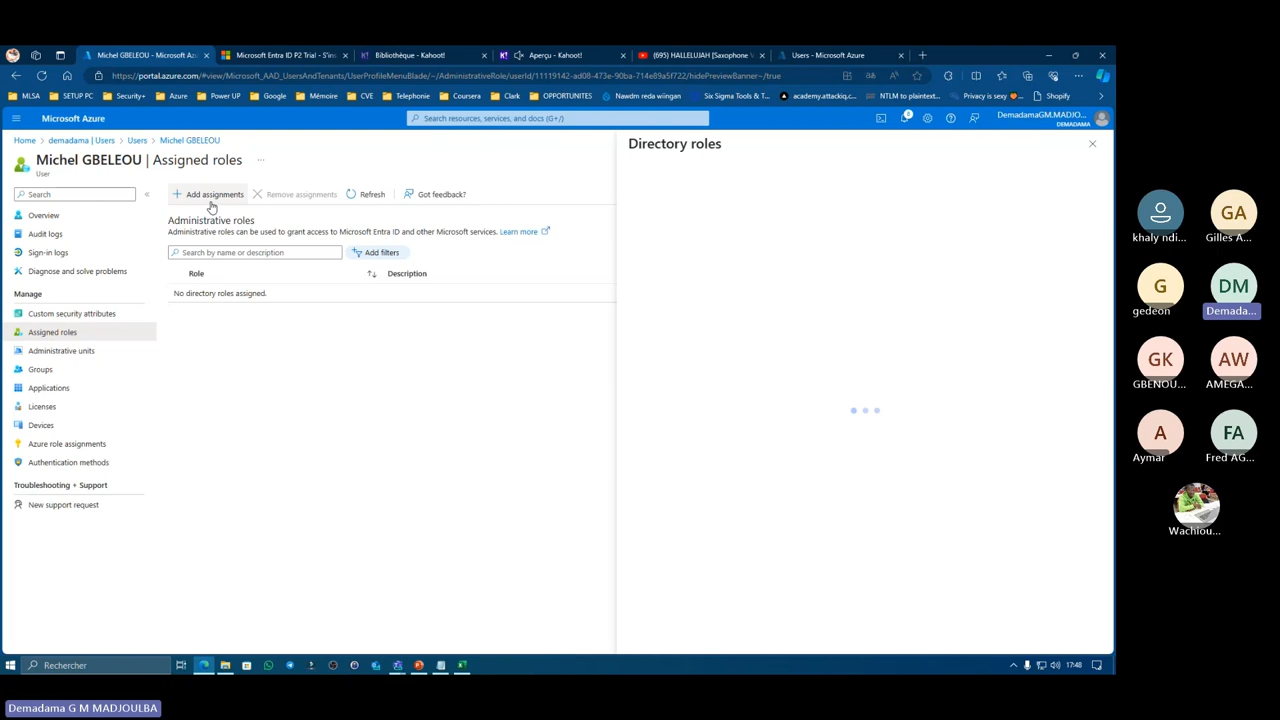 Michel GBELEOU - Microsoft Az
Microsoft Entra ID P2 Trial - S'ins
Bibliothèque - Kahoot!
Aperçu - Kahoot!
(695) HALLELUJAH [Saxophone V
Users - Microsoft Azure
https://portal.azure.com/#view/Microsoft_AAD_UsersAndTenants/UserProfileMenuBlade/~/AdministrativeRole/userId/11119142-ad08-473e-90ba-714e89a5f722/hidePreviewBanner~/true
MLSA
SETUP PC
Security+
Azure
Power UP
Google
Mémoire
CVE
Telephonie
Coursera
Clark
OPPORTUNITES
Nawdm reda wiingan
Six Sigma Tools & T...
academy.attackiq.c...
NTLM to plaintext...
Privacy is sexy
Shopify
Microsoft Azure
Search resources, services, and docs (G+/)
DemadamaGM.MADJOU...
DEMADAMA
Home > demadama | Users > Users > Michel GBELEOU
Michel GBELEOU | Assigned roles ...
User
Directory roles
Search
Add assignments
Remove assignments
Refresh
Got feedback?
Overview
Audit logs
Sign-in logs
Diagnose and solve problems
Manage
Custom security attributes
Assigned roles
Administrative units
Groups
Applications
Licenses
Devices
Azure role assignments
Authentication methods
Troubleshooting + Support
New support request
Administrative roles
Administrative roles can be used to grant access to Microsoft Entra ID and other Microsoft services. Learn more
Search by name or description
Add filters
Role
Description
No directory roles assigned.
khaly ndi...
GA
Gilles A...
G
gedeon
DM
Demada...
GK
GBENOU...
AW
AMEGA...
A
Aymar
FA
Fred AG...
Wachiou...
Rechercher
17:48
Demadama G M MADJOULBA